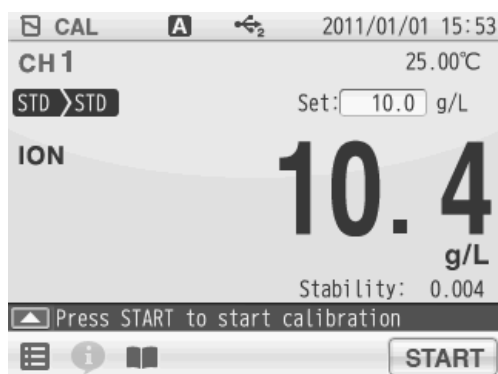 CAL A 2 2011/01/01 15:53
CH1 25.00℃
STD STD Set: 10.0 g/L
ION 10.4
g/L
Stability: 0.004
Press START to start calibration
i START